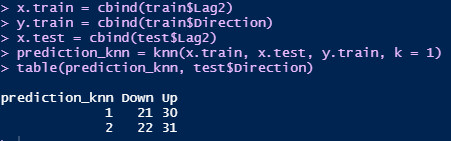 > x.train = cbind(train$Lag2)
> y.train = cbind(train$Direction)
> x.test = cbind(test$Lag2)
> prediction_knn = knn(x.train, x.test, y.train, k = 1)
> table(prediction_knn, test$Direction)
prediction_knn Down Up
1 21 30
2 22 31